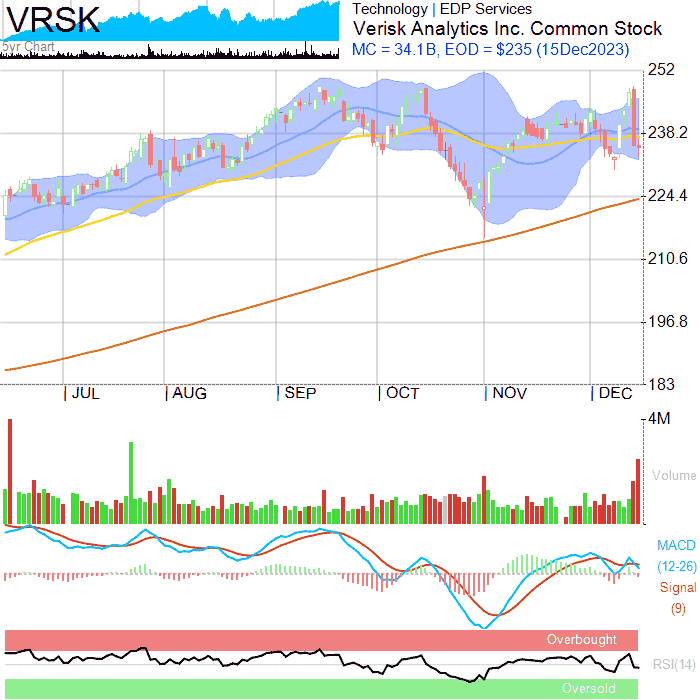 VRSK
5yr Chart
Technology | EDP Services
Verisk Analytics Inc. Common Stock
MC = 34.1B, EOD = $235 (15Dec2023)
252
238.2
224.4
210.6
196.8
183
JUL AUG SEP OCT NOV DEC
4M
Volume
MACD
(12-26)
Signal
(9)
Overbought
RSI(14)
Oversold